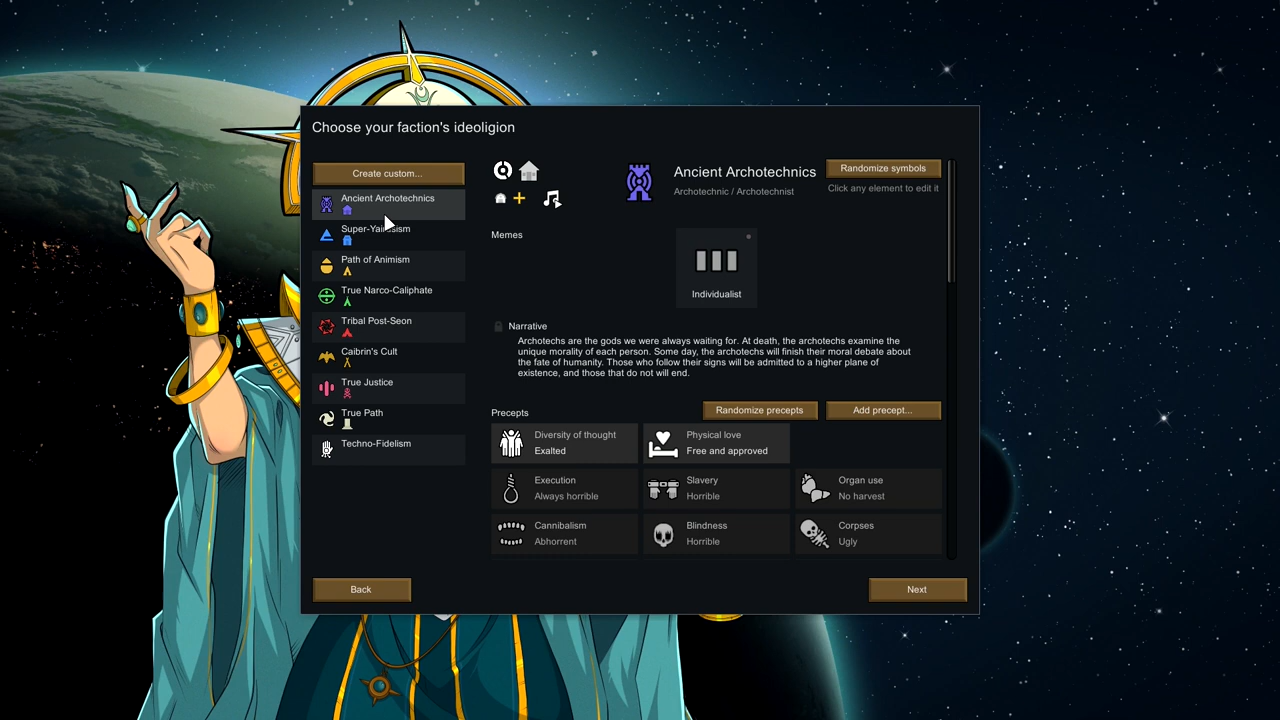 Choose your faction's ideoligion
Create custom...
Ancient Archotechnics
Path of Animism
True Narco-Caliphate
Tribal Post-Seon
Caibrin's Cult
True Justice
True Path
Techno-Fidelism
Ancient Archotechnics
Archotechnic / Archotechnist
Randomize symbols
Click any element to edit it
Memes
Individualist
Narrative
Archotechs are the gods we were always waiting for. At death, the archotechs examine the
unique morality of each person. Some day, the archotechs will finish their moral debate about
the fate of humanity. Those who follow their signs will be admitted to a higher plane of
existence, and those that do not will end.
Precepts
Randomize precepts
Add precept...
Diversity of thought
Exalted
Physical love
Free and approved
Execution
Always horrible
Slavery
Horrible
Organ use
No harvest
Cannibalism
Abhorrent
Blindness
Horrible
Corpses
Ugly
Back
Next